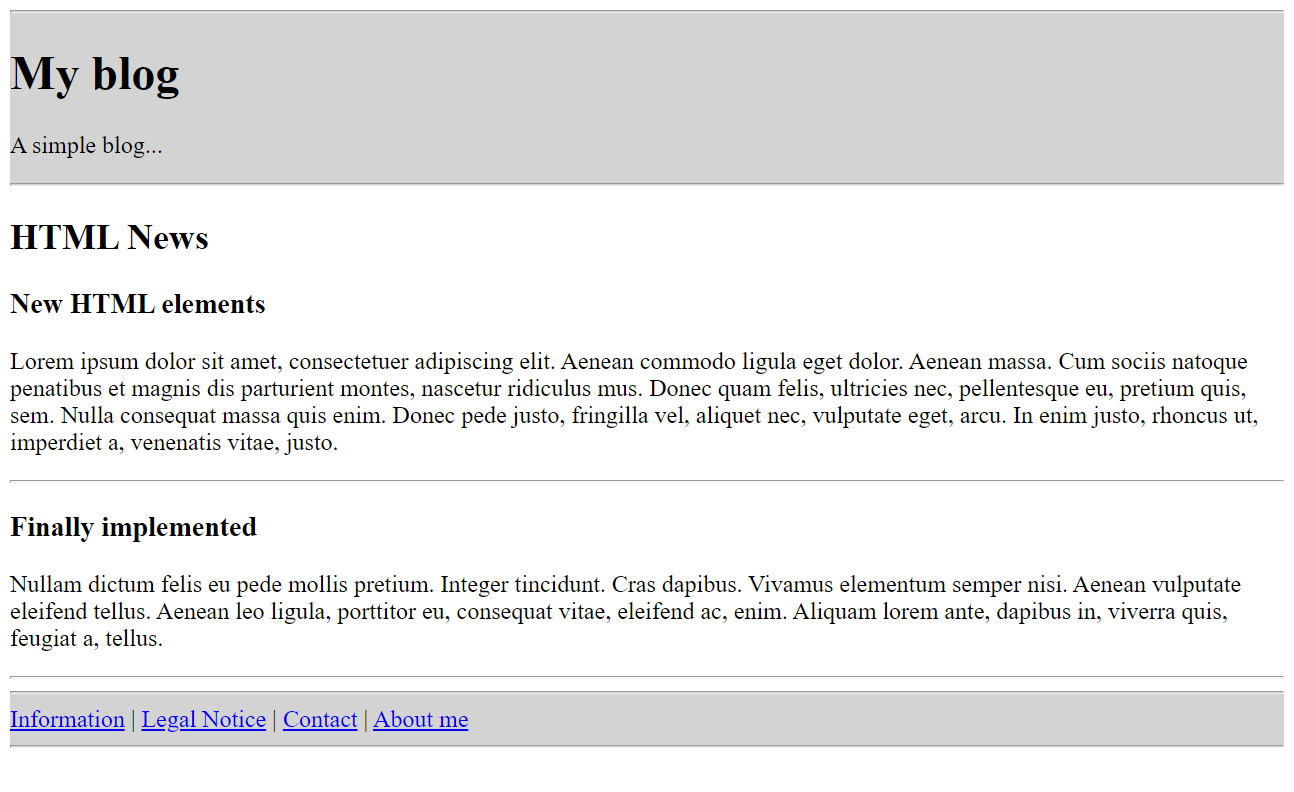 My blog
A simple blog...
HTML News
New HTML elements
Lorem ipsum dolor sit amet, consectetuer adipiscing elit. Aenean commodo ligula eget dolor. Aenean massa. Cum sociis natoque
penatibus et magnis dis parturient montes, nascetur ridiculus mus. Donec quam felis, ultricies nec, pellentesque eu, pretium quis,
sem. Nulla consequat massa quis enim. Donec pede justo, fringilla vel, aliquet nec, vulputate eget, arcu. In enim justo, rhoncus ut,
imperdiet a, venenatis vitae, justo.
Finally implemented
Nullam dictum felis eu pede mollis pretium. Integer tincidunt. Cras dapibus. Vivamus elementum semper nisi. Aenean vulputate
eleifend tellus. Aenean leo ligula, porttitor eu, consequat vitae, eleifend ac, enim. Aliquam lorem ante, dapibus in, viverra quis,
feugiat a, tellus.
Information | Legal Notice | Contact | About me